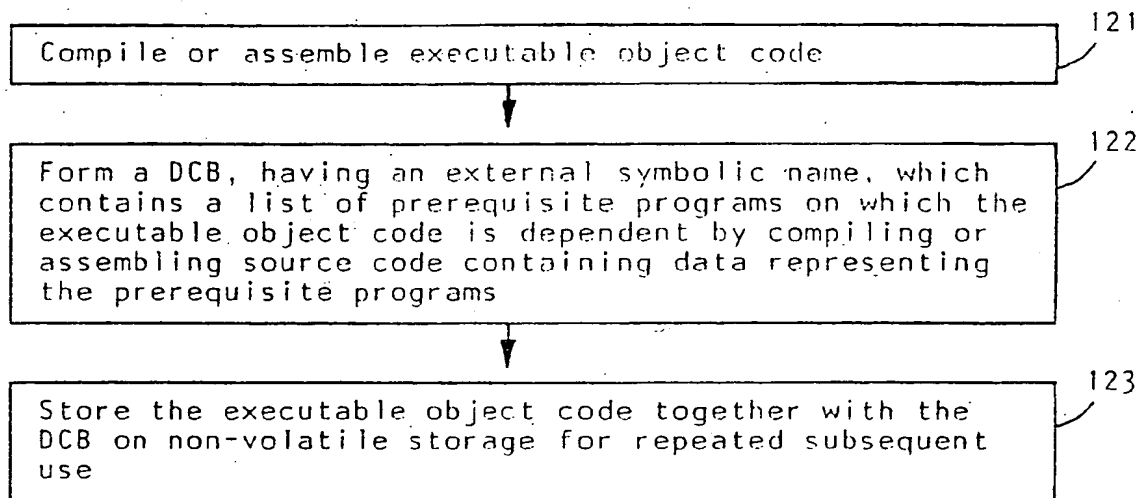 121
Compile or assemble executable object code
122
Form a DCB, having an external symbolic name, which
contains a list of prerequisite programs on which the
executable object code is dependent by compiling or
assembling source code containing data representing
the prerequisite programs
123
Store the executable object code together with the
DCB on non-volatile storage for repeated subsequent
use